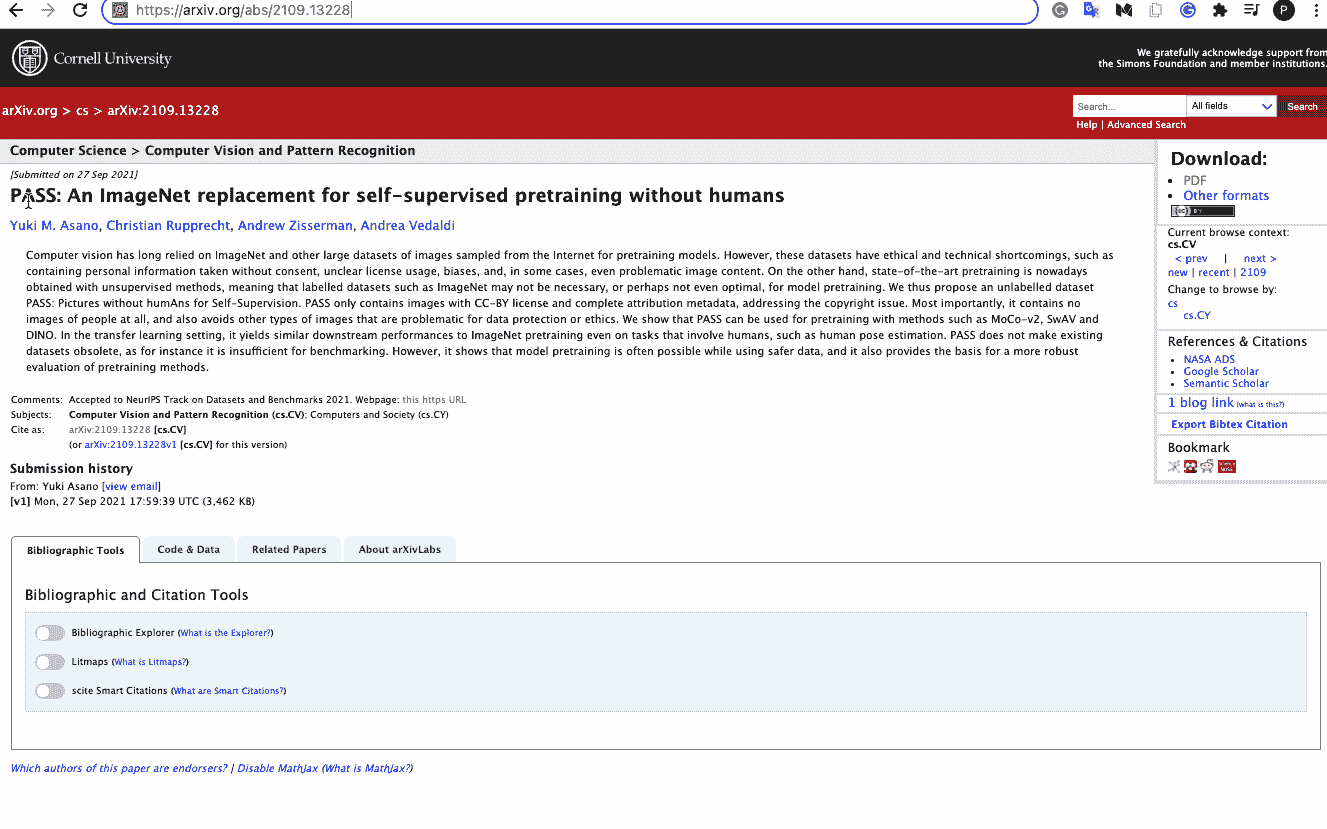 https://arxiv.org/abs/2109.13228
P
Cornell University
We gratefully acknowledge support from
the Simons Foundation and member institutions.
arXiv.org > cs > arXiv:2109.13228
Search...
All fields
Search
Help | Advanced Search
Computer Science > Computer Vision and Pattern Recognition
[Submitted on 27 Sep 2021]
PASS: An ImageNet replacement for self-supervised pretraining without humans
Yuki M. Asano, Christian Rupprecht, Andrew Zisserman, Andrea Vedaldi
Computer vision has long relied on ImageNet and other large datasets of images sampled from the Internet for pretraining models. However, these datasets have ethical and technical shortcomings, such as
containing personal information taken without consent, unclear license usage, biases, and, in some cases, even problematic image content. On the other hand, state-of-the-art pretraining is nowadays
obtained with unsupervised methods, meaning that labelled datasets such as ImageNet may not be necessary, or perhaps not even optimal, for model pretraining. We thus propose an unlabelled dataset
PASS: Pictures without humAns for Self-Supervision. PASS only contains images with CC-BY license and complete attribution metadata, addressing the copyright issue. Most importantly, it contains no
images of people at all, and also avoids other types of images that are problematic for data protection or ethics. We show that PASS can be used for pretraining with methods such as MoCo-v2, SwAV and
DINO. In the transfer learning setting, it yields similar downstream performances to ImageNet pretraining even on tasks that involve humans, such as human pose estimation. PASS does not make existing
datasets obsolete, as for instance it is insufficient for benchmarking. However, it shows that model pretraining is often possible while using safer data, and it also provides the basis for a more robust
evaluation of pretraining methods.
Comments: Accepted to NeurIPS Track on Datasets and Benchmarks 2021. Webpage: this https URL
Subjects: Computer Vision and Pattern Recognition (cs.CV); Computers and Society (cs.CY)
Cite as: arXiv:2109.13228 [cs.CV]
(or arXiv:2109.13228v1 [cs.CV] for this version)
Submission history
From: Yuki Asano [view email]
[v1] Mon, 27 Sep 2021 17:59:39 UTC (3,462 KB)
Download:
PDF
Other formats
(cc) BY
Current browse context:
cs.CV
< prev | next >
new | recent | 2109
Change to browse by:
cs
cs.CY
References & Citations
NASA ADS
Google Scholar
Semantic Scholar
1 blog link (what is this?)
Export Bibtex Citation
Bookmark
Bibliographic Tools
Code & Data
Related Papers
About arXivLabs
Bibliographic and Citation Tools
Bibliographic Explorer (What is the Explorer?)
Litmaps (What is Litmaps?)
scite Smart Citations (What are Smart Citations?)
Which authors of this paper are endorsers? | Disable MathJax (What is MathJax?)